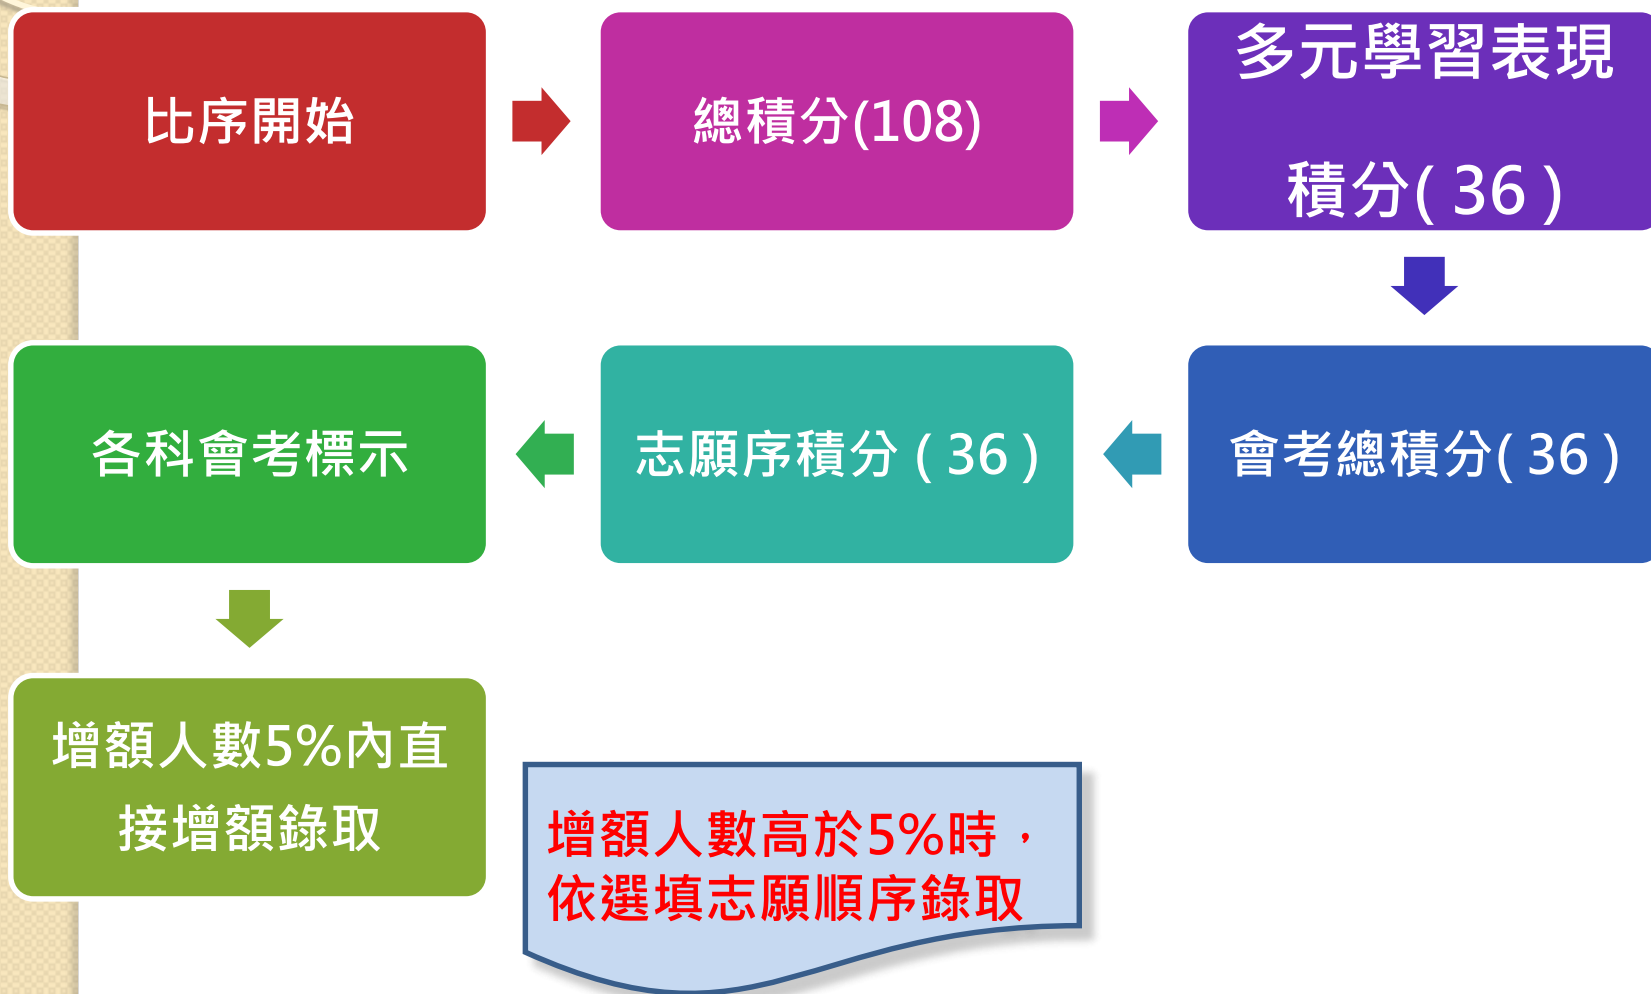 比序開始
總積分(108)
多元學習表現
積分( 36 )
會考總積分( 36 )
志願序積分 ( 36 )
各科會考標示
增額人數5%內直
接增額錄取
增額人數高於5%時，
依選填志願順序錄取